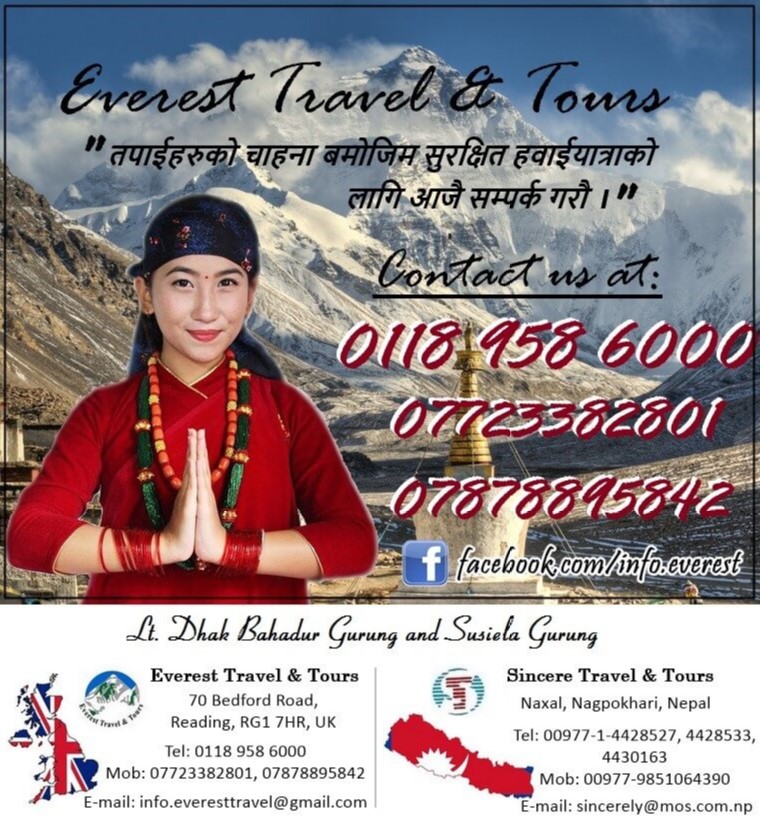 Everest Travel & Tours
"तपाईहरुको चाहना बमोजिम सुरक्षित हवाईयात्राको
लागि आजै सम्पर्क गरौ ।"
Contact us at:
0118 958 6000
07723382801
07878895842
f facebook.com/info.everest
Lt. Dhak Bahadur Gurung and Susiela Gurung
Everest Travel & Tours
Everest Travel & Tours
70 Bedford Road,
Reading, RG1 7HR, UK
Tel: 0118 958 6000
Mob: 07723382801, 07878895842
E-mail: info.everesttravel@gmail.com
Sincere Travel & Tours
Naxal, Nagpokhari, Nepal
Tel: 00977-1-4428527, 4428533,
4430163
Mob: 00977-9851064390
E-mail: sincerely@mos.com.np